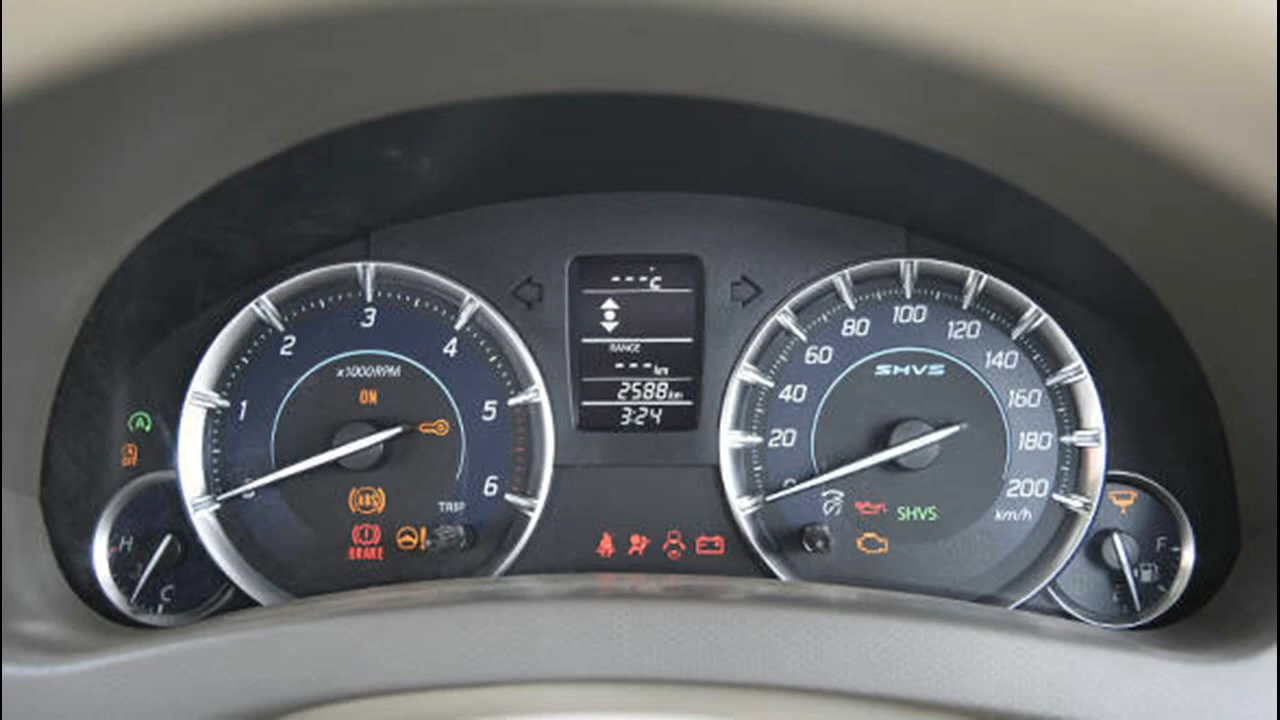 ---°C
RANGE
---km
2588km
3:24
1
2
3
4
5
6
x1000RPM
ON
ABS
BRAKE
TRIP
A
OFF
H
C
20
40
60
80
100
120
140
160
180
200
km/h
SHVS
SHVS
F